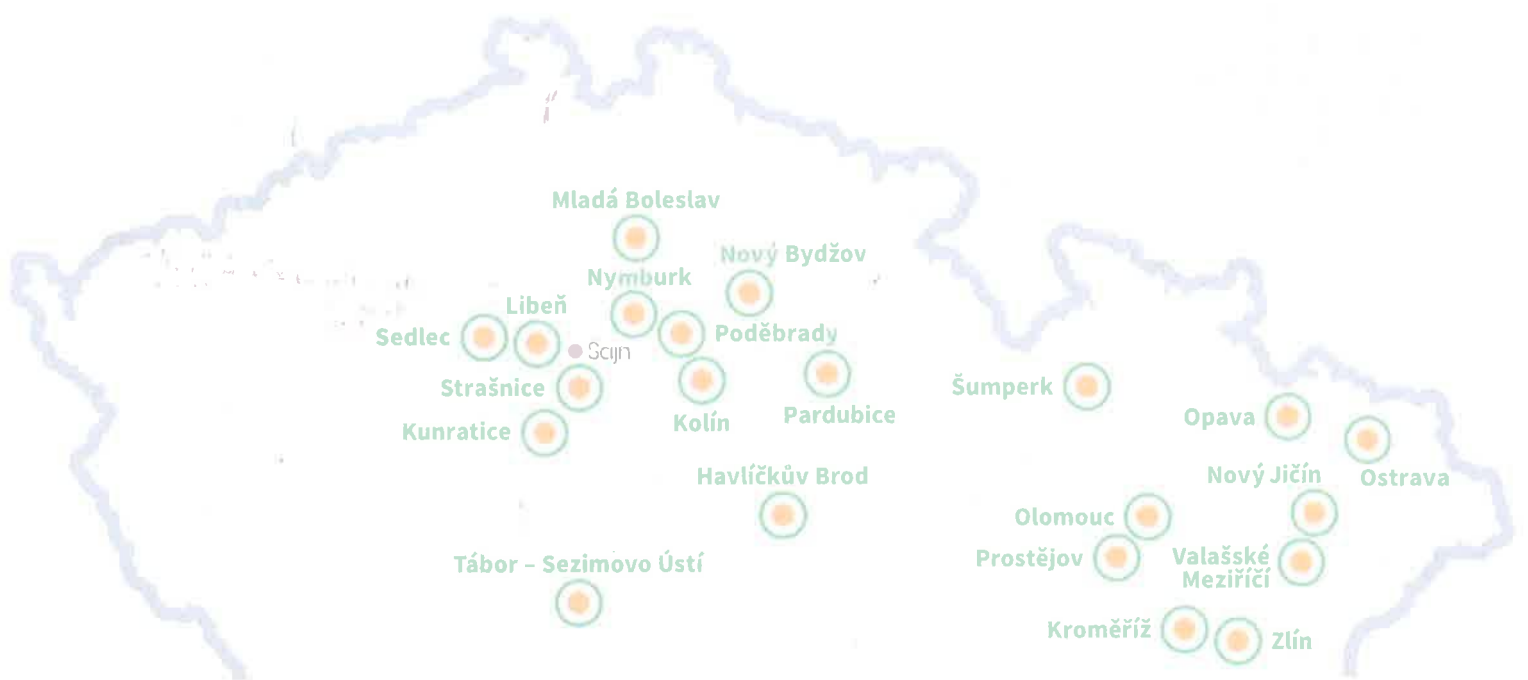 Mladá Boleslav
Nový Bydžov
Nymburk
Libeň
Sedlec
Poděbrady
Strašnice
Kolín
Pardubice
Šumperk
Kunratice
Opava
Havlíčkův Brod
Nový Jičín
Ostrava
Olomouc
Prostějov
Valašské
Meziříčí
Tábor – Sezimovo Ústí
Kroměříž
Zlín